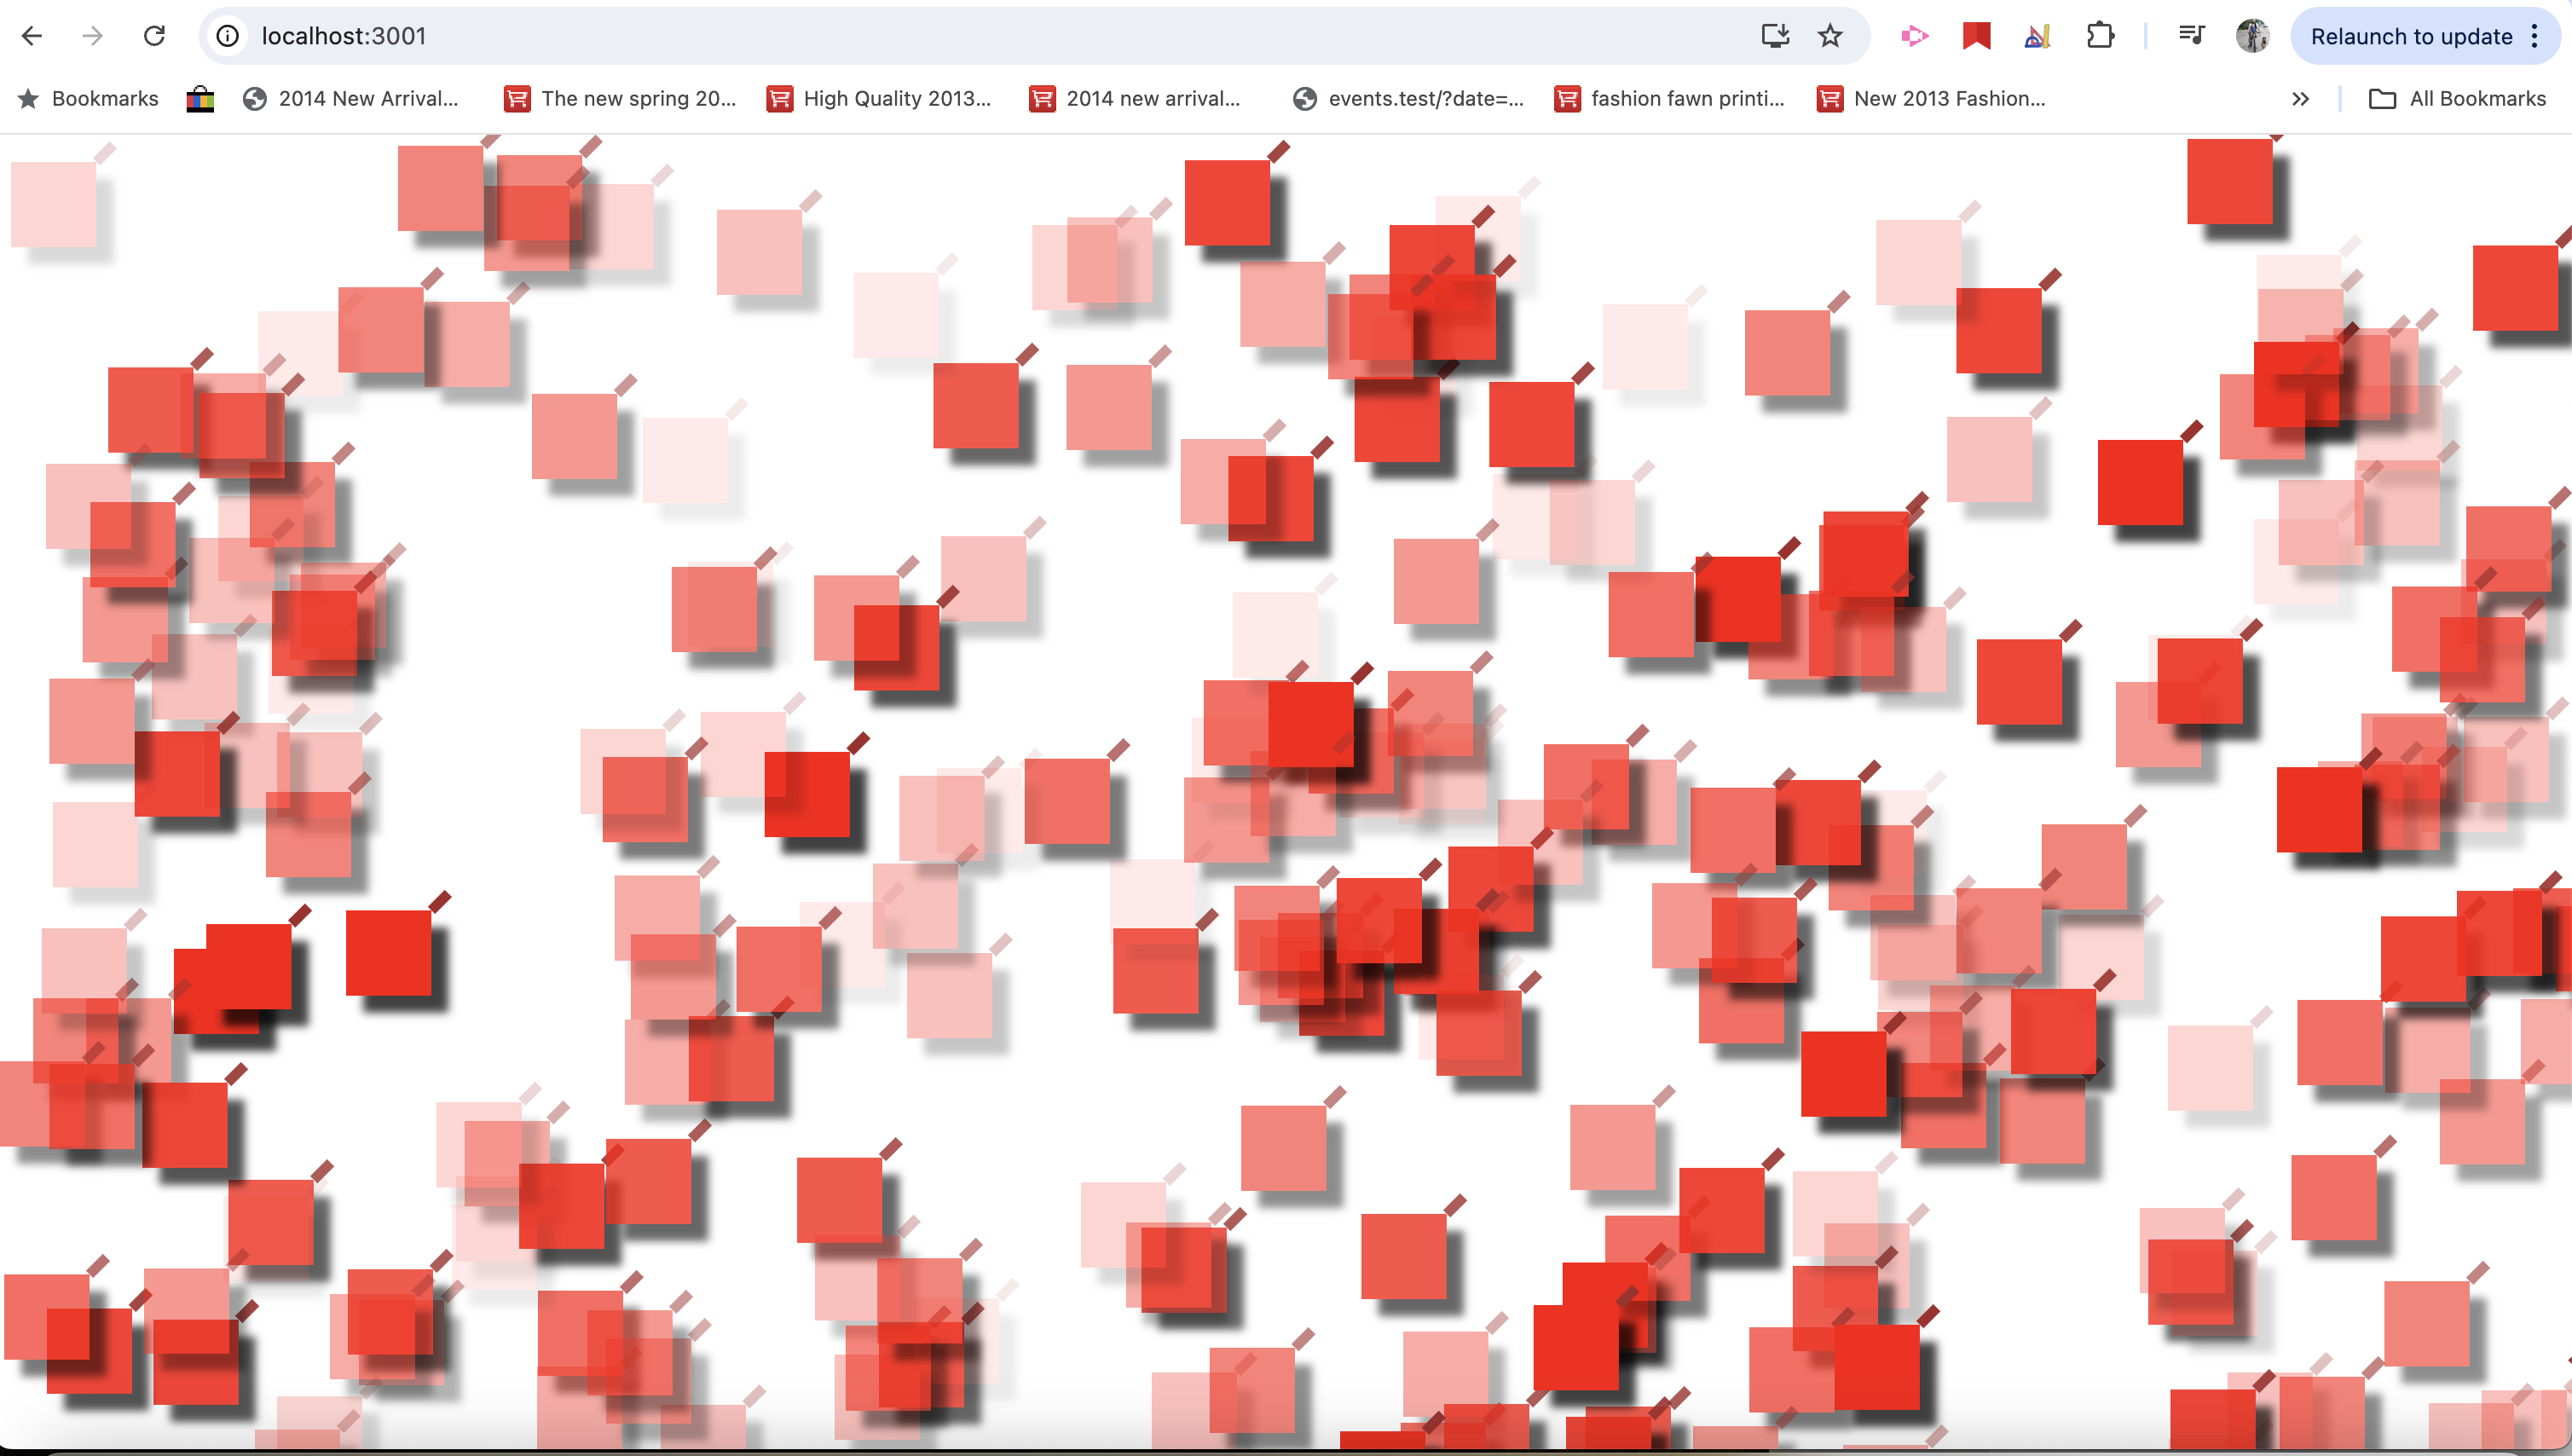 localhost:3001
Relaunch to update
Bookmarks
2014 New Arrival...
The new spring 20...
High Quality 2013...
2014 new arrival...
events.test/?date=...
fashion fawn printi...
New 2013 Fashion...
All Bookmarks